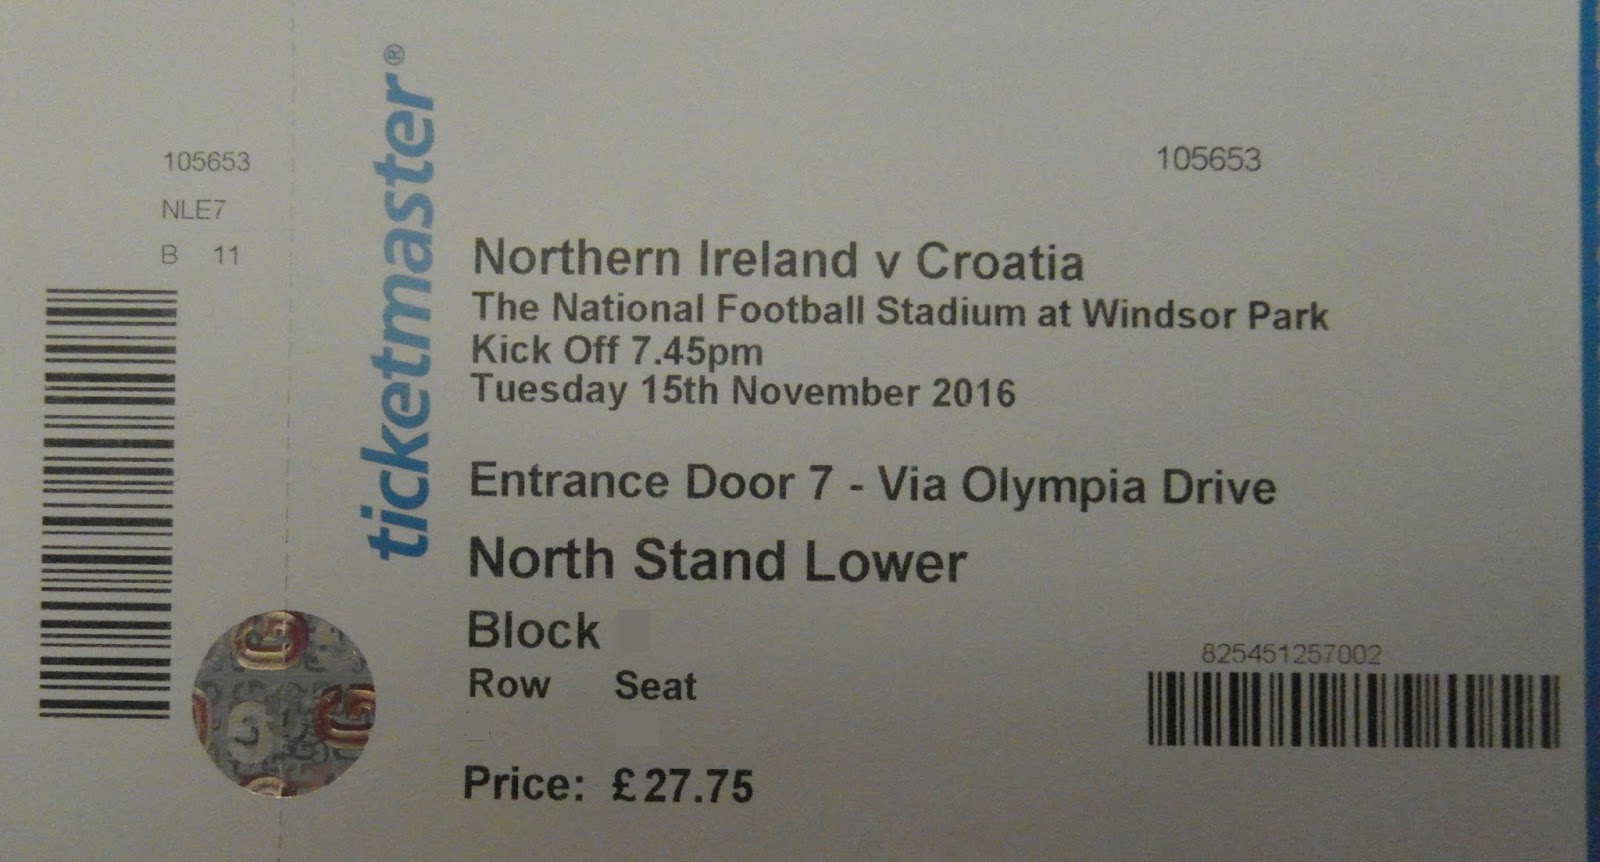 105653
NLE7
B 11
ticketmaster®
105653
Northern Ireland v Croatia
The National Football Stadium at Windsor Park
Kick Off 7.45pm
Tuesday 15th November 2016
Entrance Door 7 - Via Olympia Drive
North Stand Lower
Block
Row Seat
825451257002
Price: £27.75